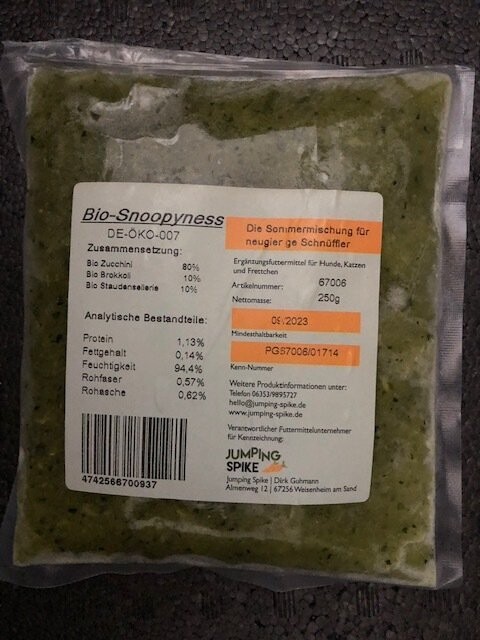 Bio-Snoopyness
DE-ÖKO-007
Zusammensetzung:
Bio Zucchini 80%
Bio Brokkoli 10%
Bio Staudensellerie 10%
Analytische Bestandteile:
Protein 1,13%
Fettgehalt 0,14%
Feuchtigkeit 94,4%
Rohfaser 0,57%
Rohasche 0,62%
4742566700937
Die Sommermischung für
neugierige Schnüffler
Ergänzungsfuttermittel für Hunde, Katzen
und Frettchen
Artikelnummer: 67006
Nettomasse: 250g
09/2023
Mindesthaltbarkeit
PG67006/01714
Kenn-Nummer
Weitere Produktinformationen unter:
Telefon 06353/9895727
hello@jumping-spike.de
www.jumping-spike.de
Verantwortlicher Futtermittelunternehmer
für Kennzeichnung:
JUMPING
SPIKE
Jumping Spike | Dirk Guhmann
Almenweg 12 | 67256 Weisenheim am Sand